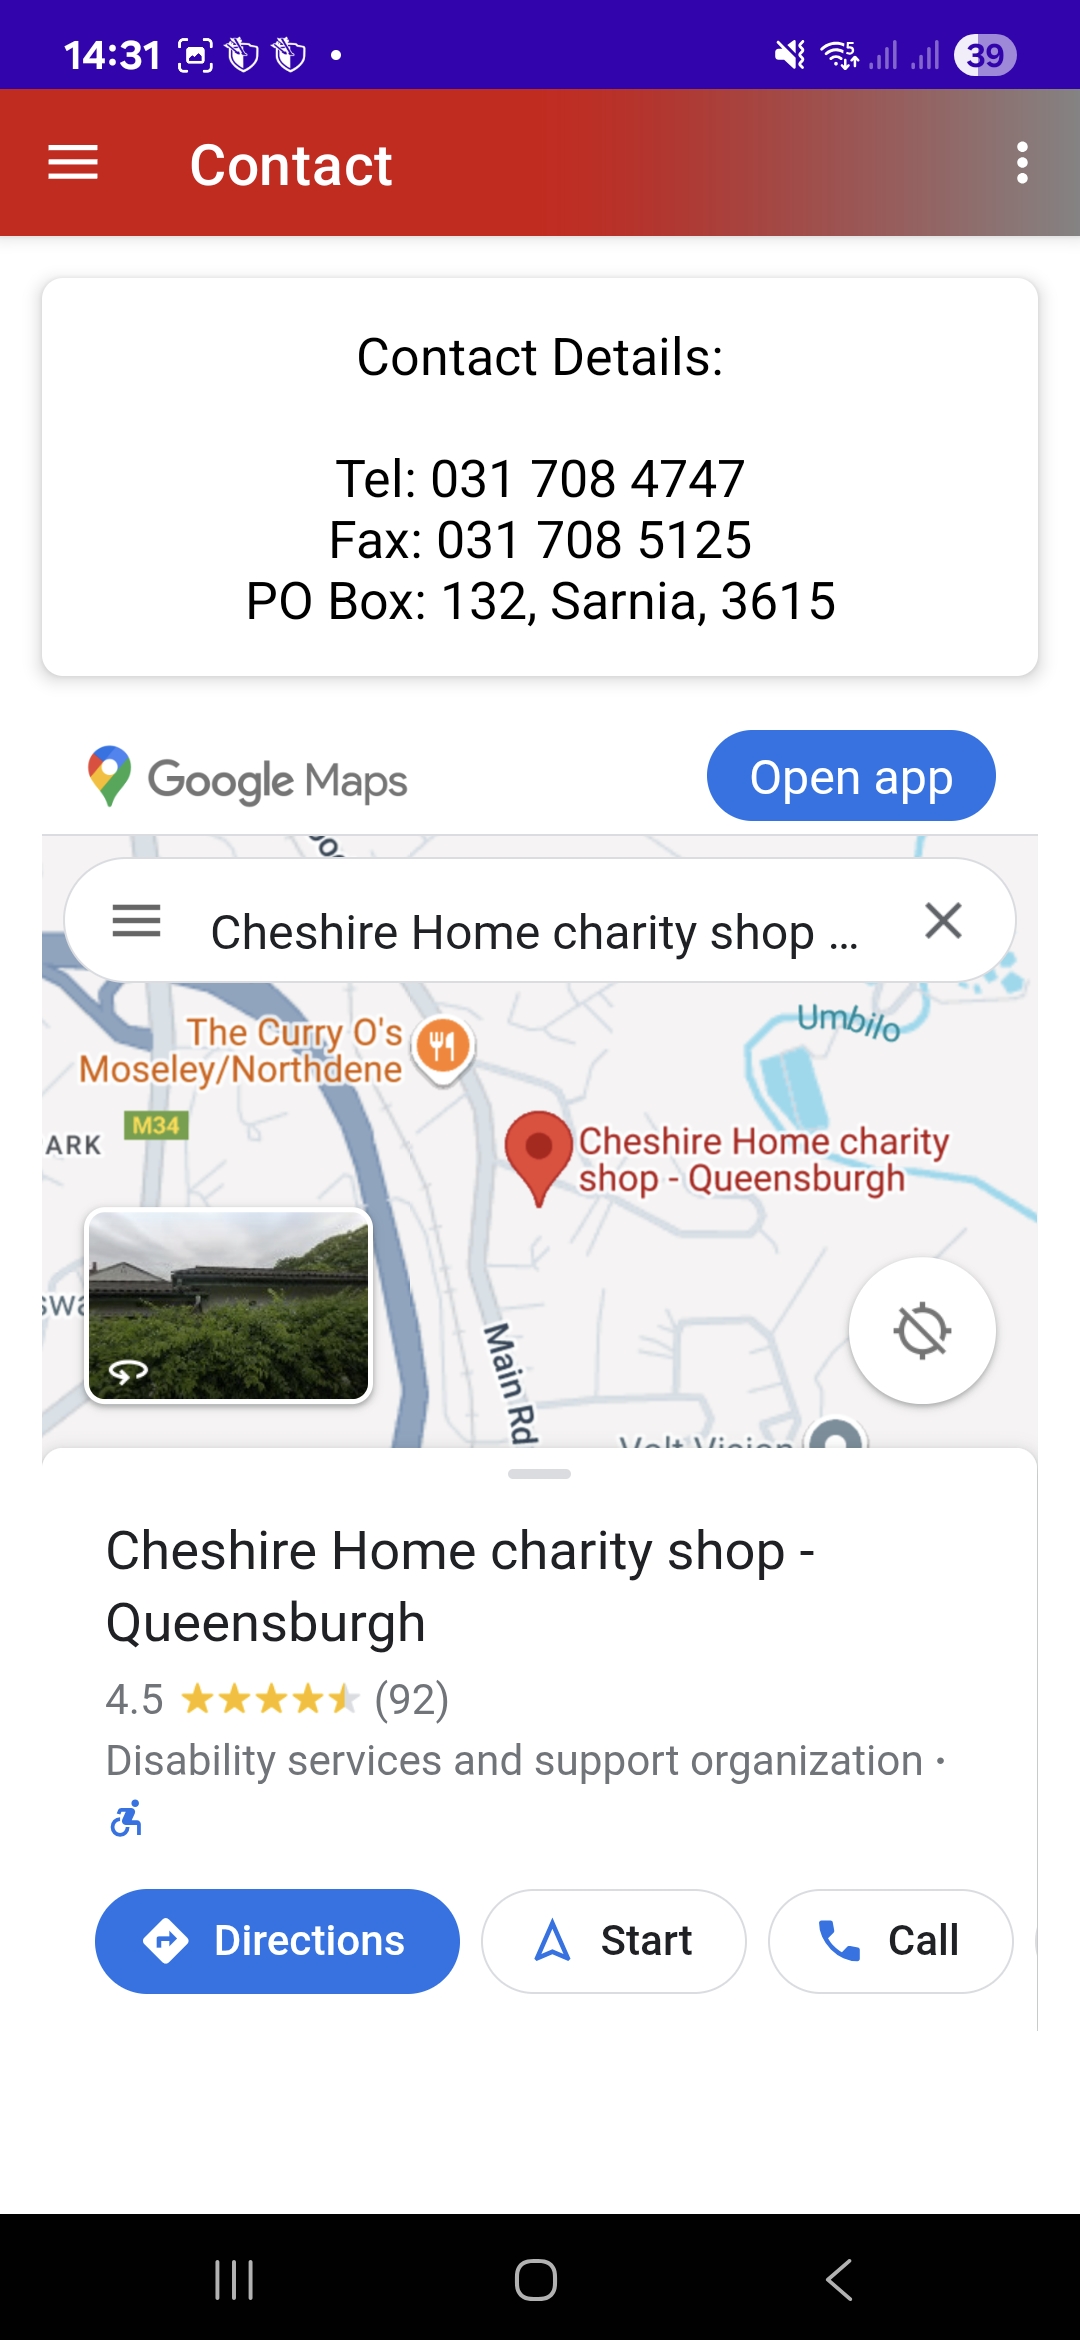 14:31
5
39
Contact
Contact Details:
Tel: 031 708 4747
Fax: 031 708 5125
PO Box: 132, Sarnia, 3615
Google Maps
Open app
Cheshire Home charity shop ...
Umbilo
The Curry O's
Moseley/Northdene
M34
ARK
Cheshire Home charity
shop - Queensburgh
Main Rd
Volt Vision
Cheshire Home charity shop -
Queensburgh
4.5 (92)
Disability services and support organization ·
Directions
Start
Call